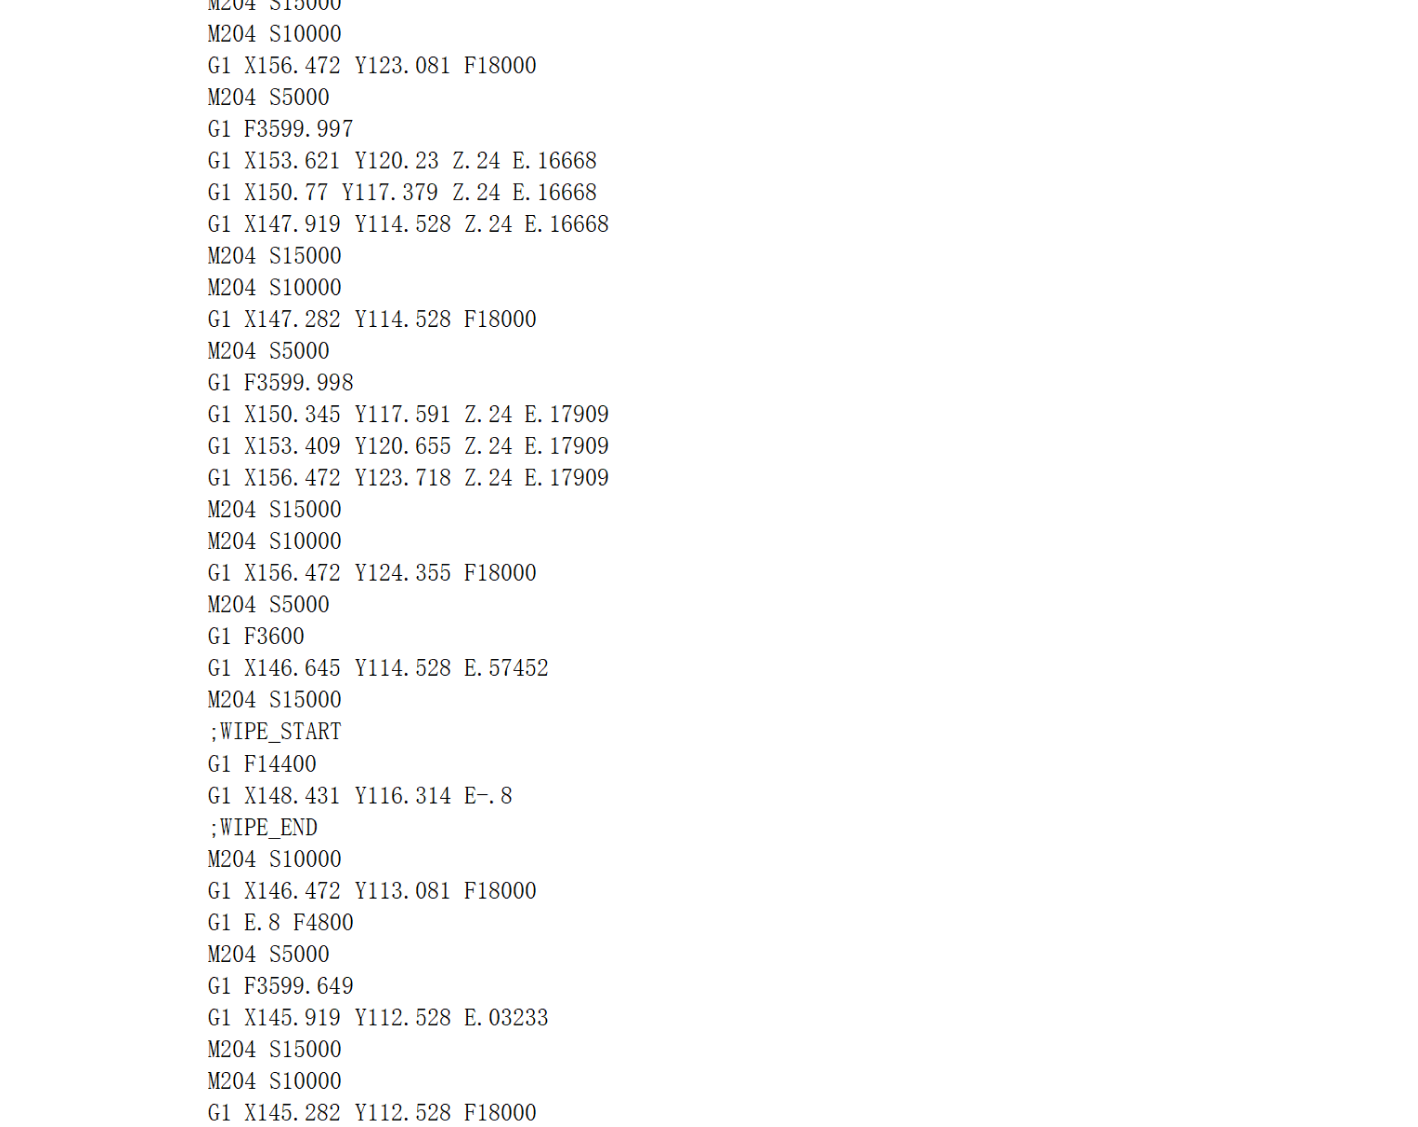 M204 S15000
M204 S10000
G1 X156.472 Y123.081 F18000
M204 S5000
G1 F3599.997
G1 X153.621 Y120.23 Z.24 E.16668
G1 X150.77 Y117.379 Z.24 E.16668
G1 X147.919 Y114.528 Z.24 E.16668
M204 S15000
M204 S10000
G1 X147.282 Y114.528 F18000
M204 S5000
G1 F3599.998
G1 X150.345 Y117.591 Z.24 E.17909
G1 X153.409 Y120.655 Z.24 E.17909
G1 X156.472 Y123.718 Z.24 E.17909
M204 S15000
M204 S10000
G1 X156.472 Y124.355 F18000
M204 S5000
G1 F3600
G1 X146.645 Y114.528 E.57452
M204 S15000
;WIPE_START
G1 F14400
G1 X148.431 Y116.314 E-.8
;WIPE_END
M204 S10000
G1 X146.472 Y113.081 F18000
G1 E.8 F4800
M204 S5000
G1 F3599.649
G1 X145.919 Y112.528 E.03233
M204 S15000
M204 S10000
G1 X145.282 Y112.528 F18000